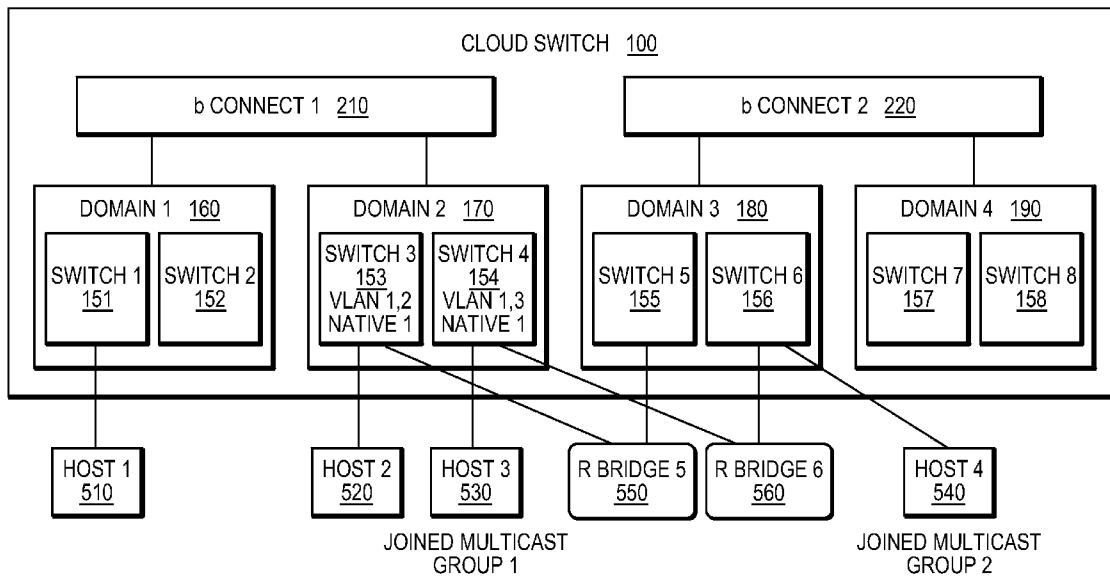 CLOUD SWITCH 100
b CONNECT 1 210
b CONNECT 2 220
DOMAIN 1 160
SWITCH 1
151
SWITCH 2
152
DOMAIN 2 170
SWITCH 3
153
VLAN 1,2
NATIVE 1
SWITCH 4
154
VLAN 1,3
NATIVE 1
DOMAIN 3 180
SWITCH 5
155
SWITCH 6
156
DOMAIN 4 190
SWITCH 7
157
SWITCH 8
158
HOST 1
510
HOST 2
520
HOST 3
530
JOINED MULTICAST
GROUP 1
R BRIDGE 5
550
R BRIDGE 6
560
HOST 4
540
JOINED MULTICAST
GROUP 2